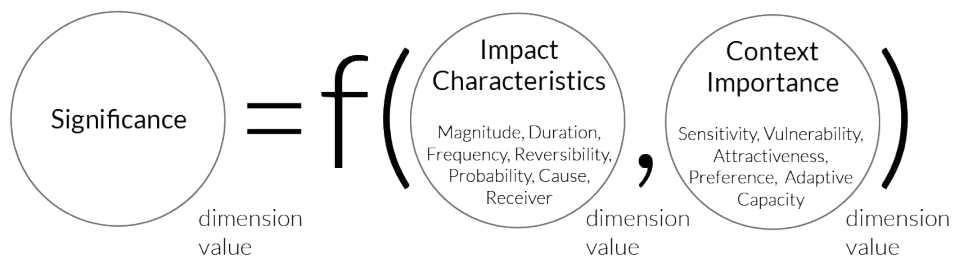 Significance
dimension
value
=
f(
Impact
Characteristics
Magnitude, Duration,
Frequency, Reversibility,
Probability, Cause,
Receiver
dimension
value
,
Context
Importance
Sensitivity, Vulnerability,
Attractiveness,
Preference, Adaptive
Capacity
)
dimension
value